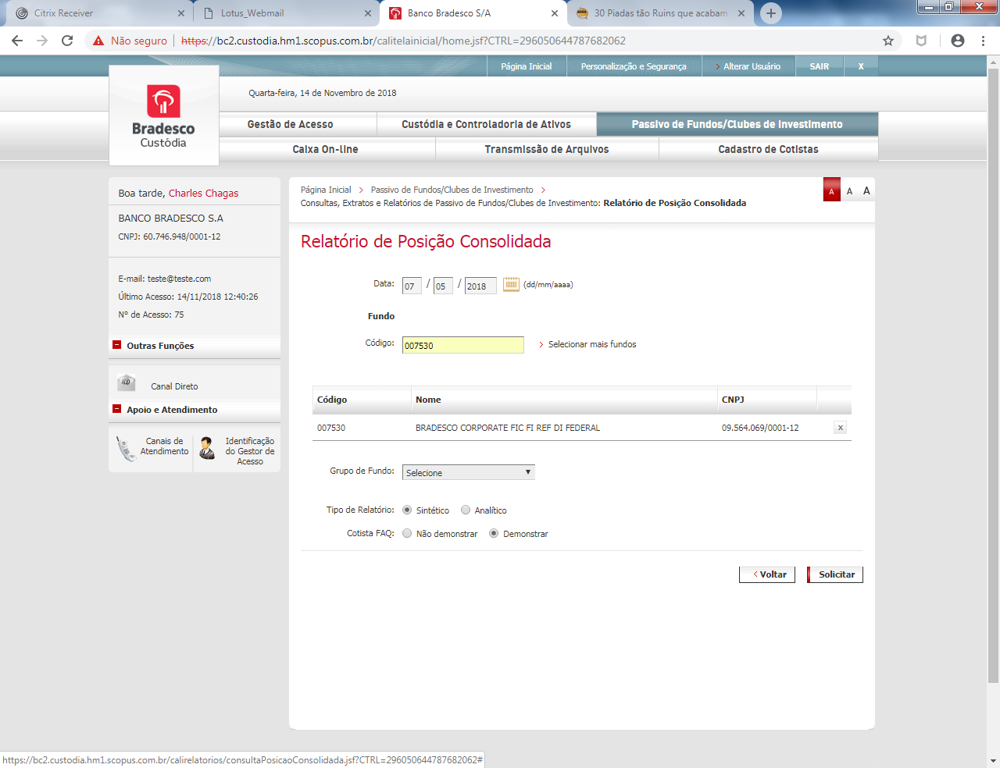 Citrix Receiver
Lotus_Webmail
Banco Bradesco S/A
30 Piadas tão Ruins que acabam
Não seguro
https://bc2.custodia.hm1.scopus.com.br/calitelainicial/home.jsf?CTRL=296050644787682062
Página Inicial
Personalização e Segurança
Alterar Usuário
SAIR
X
Bradesco
Custódia
Quarta-feira, 14 de Novembro de 2018
Gestão de Acesso
Custódia e Controladoria de Ativos
Passivo de Fundos/Clubes de Investimento
Caixa On-line
Transmissão de Arquivos
Cadastro de Cotistas
Boa tarde, Charles Chagas
BANCO BRADESCO S.A
CNPJ: 60.746.948/0001-12
E-mail: teste@teste.com
Último Acesso: 14/11/2018 12:40:26
Nº de Acesso: 75
Outras Funções
Canal Direto
Apoio e Atendimento
Canais de
Atendimento
Identificação
do Gestor de
Acesso
Página Inicial > Passivo de Fundos/Clubes de Investimento >
Consultas, Extratos e Relatórios de Passivo de Fundos/Clubes de Investimento: Relatório de Posição Consolidada
A A A
Relatório de Posição Consolidada
Data: 07 / 05 / 2018 (dd/mm/aaaa)
Fundo
Código: 007530 > Selecionar mais fundos
Código Nome CNPJ
007530 BRADESCO CORPORATE FIC FI REF DI FEDERAL 09.564.069/0001-12 x
Grupo de Fundo: Selecione
Tipo de Relatório: Sintético Analítico
Cotista FAQ: Não demonstrar Demonstrar
< Voltar
Solicitar
https://bc2.custodia.hm1.scopus.com.br/calirelatorios/consultaPosicaoConsolidada.jsf?CTRL=296050644787682062#